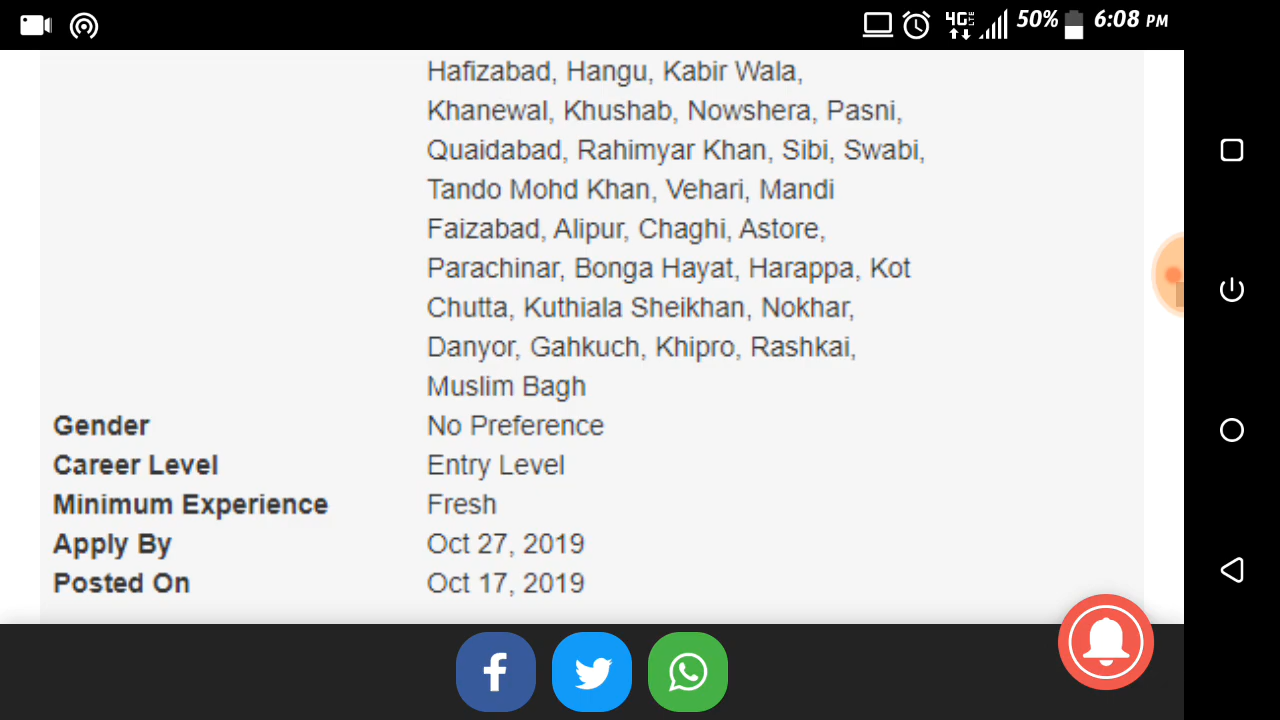 4G LTE 50% 6:08 PM
Hafizabad, Hangu, Kabir Wala,
Khanewal, Khushab, Nowshera, Pasni,
Quaidabad, Rahimyar Khan, Sibi, Swabi,
Tando Mohd Khan, Vehari, Mandi
Faizabad, Alipur, Chaghi, Astore,
Parachinar, Bonga Hayat, Harappa, Kot
Chutta, Kuthiala Sheikhan, Nokhar,
Danyor, Gahkuch, Khipro, Rashkai,
Muslim Bagh
Gender No Preference
Career Level Entry Level
Minimum Experience Fresh
Apply By Oct 27, 2019
Posted On Oct 17, 2019